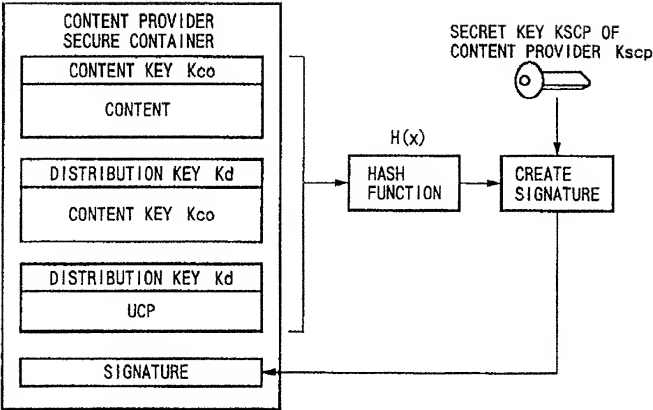 CONTENT PROVIDER
SECURE CONTAINER
CONTENT KEY Kco
CONTENT
DISTRIBUTION KEY Kd
CONTENT KEY Kco
DISTRIBUTION KEY Kd
UCP
SIGNATURE
H(x)
HASH
FUNCTION
SECRET KEY KSCP OF
CONTENT PROVIDER Kscp
CREATE
SIGNATURE